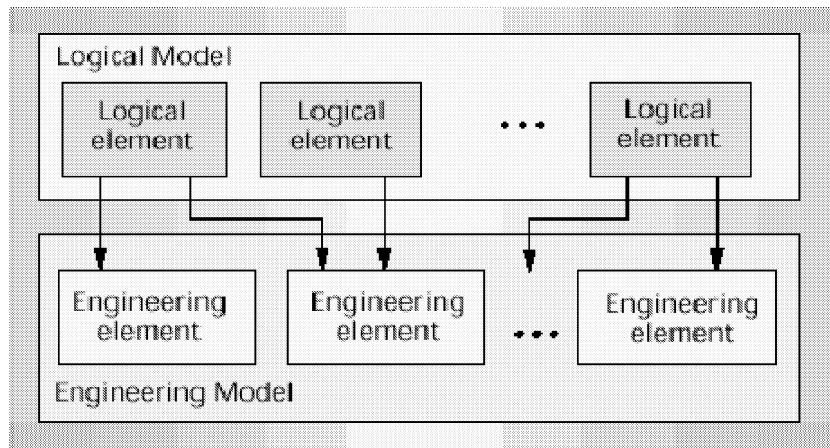 Logical Model
Logical
element
Logical
element
...
Logical
element
Engineering
element
Engineering
element
...
Engineering
element
Engineering Model